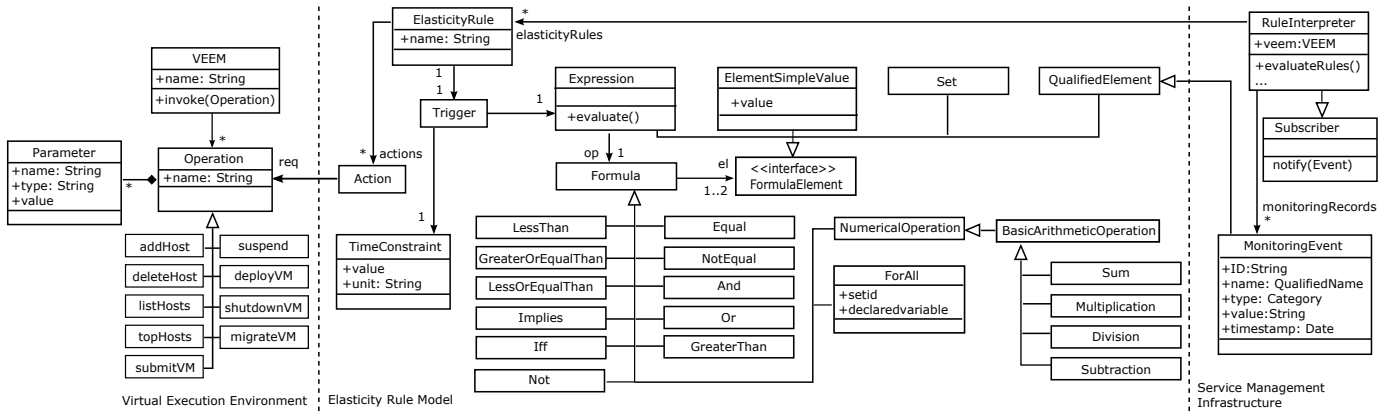 VEEM
+name: String
+invoke(Operation)
*
Parameter
+name: String
+type: String
+value
*
Operation
+name: String
req
addHost
suspend
deleteHost
deployVM
listHosts
shutdownVM
topHosts
migrateVM
submitVM
Virtual Execution Environment
ElasticityRule
+name: String
*
elasticityRules
1
1
Trigger
1
* actions
Action
1
TimeConstraint
+value
+unit: String
Expression
+evaluate()
ElementSimpleValue
+value
Set
QualifiedElement
op
1
Formula
el
1..2
<<interface>>
FormulaElement
LessThan
Equal
GreaterOrEqualThan
NotEqual
LessOrEqualThan
And
Implies
Or
Iff
GreaterThan
Not
NumericalOperation
BasicArithmeticOperation
ForAll
+setid
+declaredvariable
Sum
Multiplication
Division
Subtraction
Elasticity Rule Model
RuleInterpreter
+veem:VEEM
+evaluateRules()
...
Subscriber
notify(Event)
monitoringRecords
*
MonitoringEvent
+ID:String
+name: QualifiedName
+type: Category
+value:String
+timestamp: Date
Service Management
Infrastructure